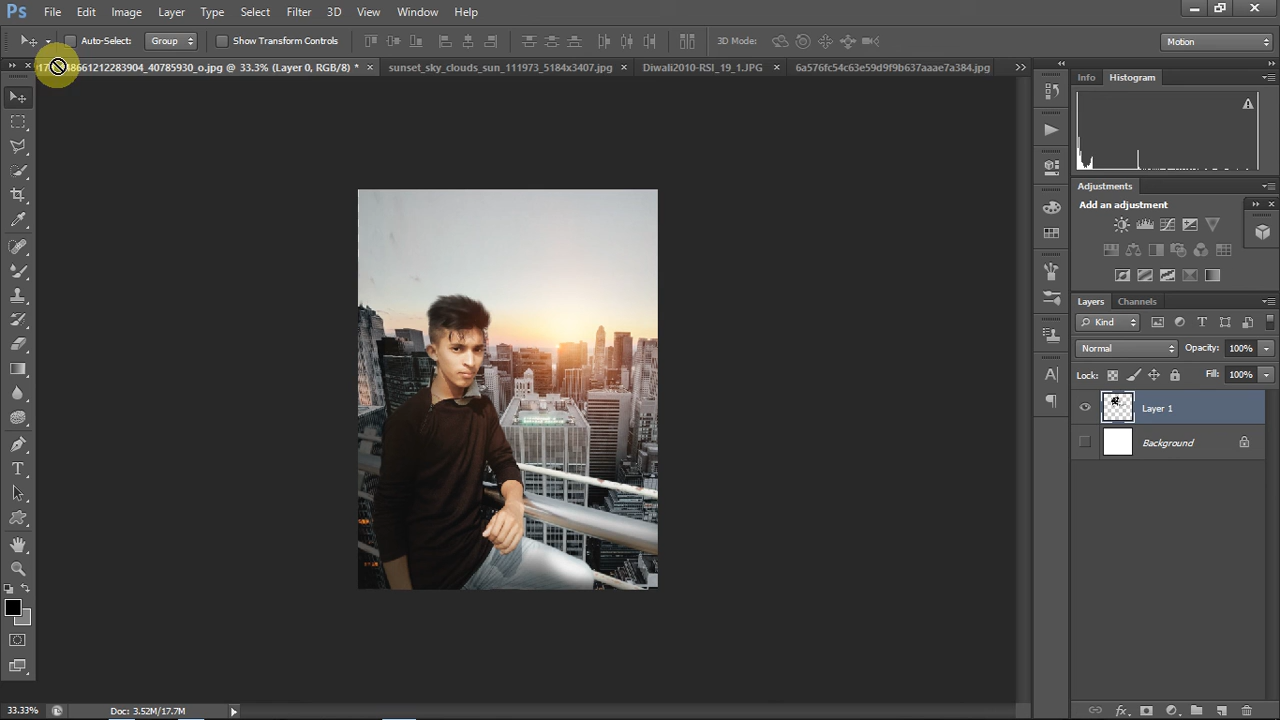 Ps File Edit Image Layer Type Select Filter 3D View Window Help
Auto-Select: Group Show Transform Controls 3D Mode: Motion
8661212283904_40785930_o.jpg @ 33.3% (Layer 0, RGB/8) * × sunset_sky_clouds_sun_111973_5184x3407.jpg × Diwali2010-RSI_19_1.JPG × 6a576fc54c63e59d9f9b637aaae7a384.jpg
Info Histogram
Adjustments
Add an adjustment
Layers Channels
Kind
Normal Opacity: 100%
Lock: Fill: 100%
Layer 1
Background
33.33% Doc: 3.52M/17.7M